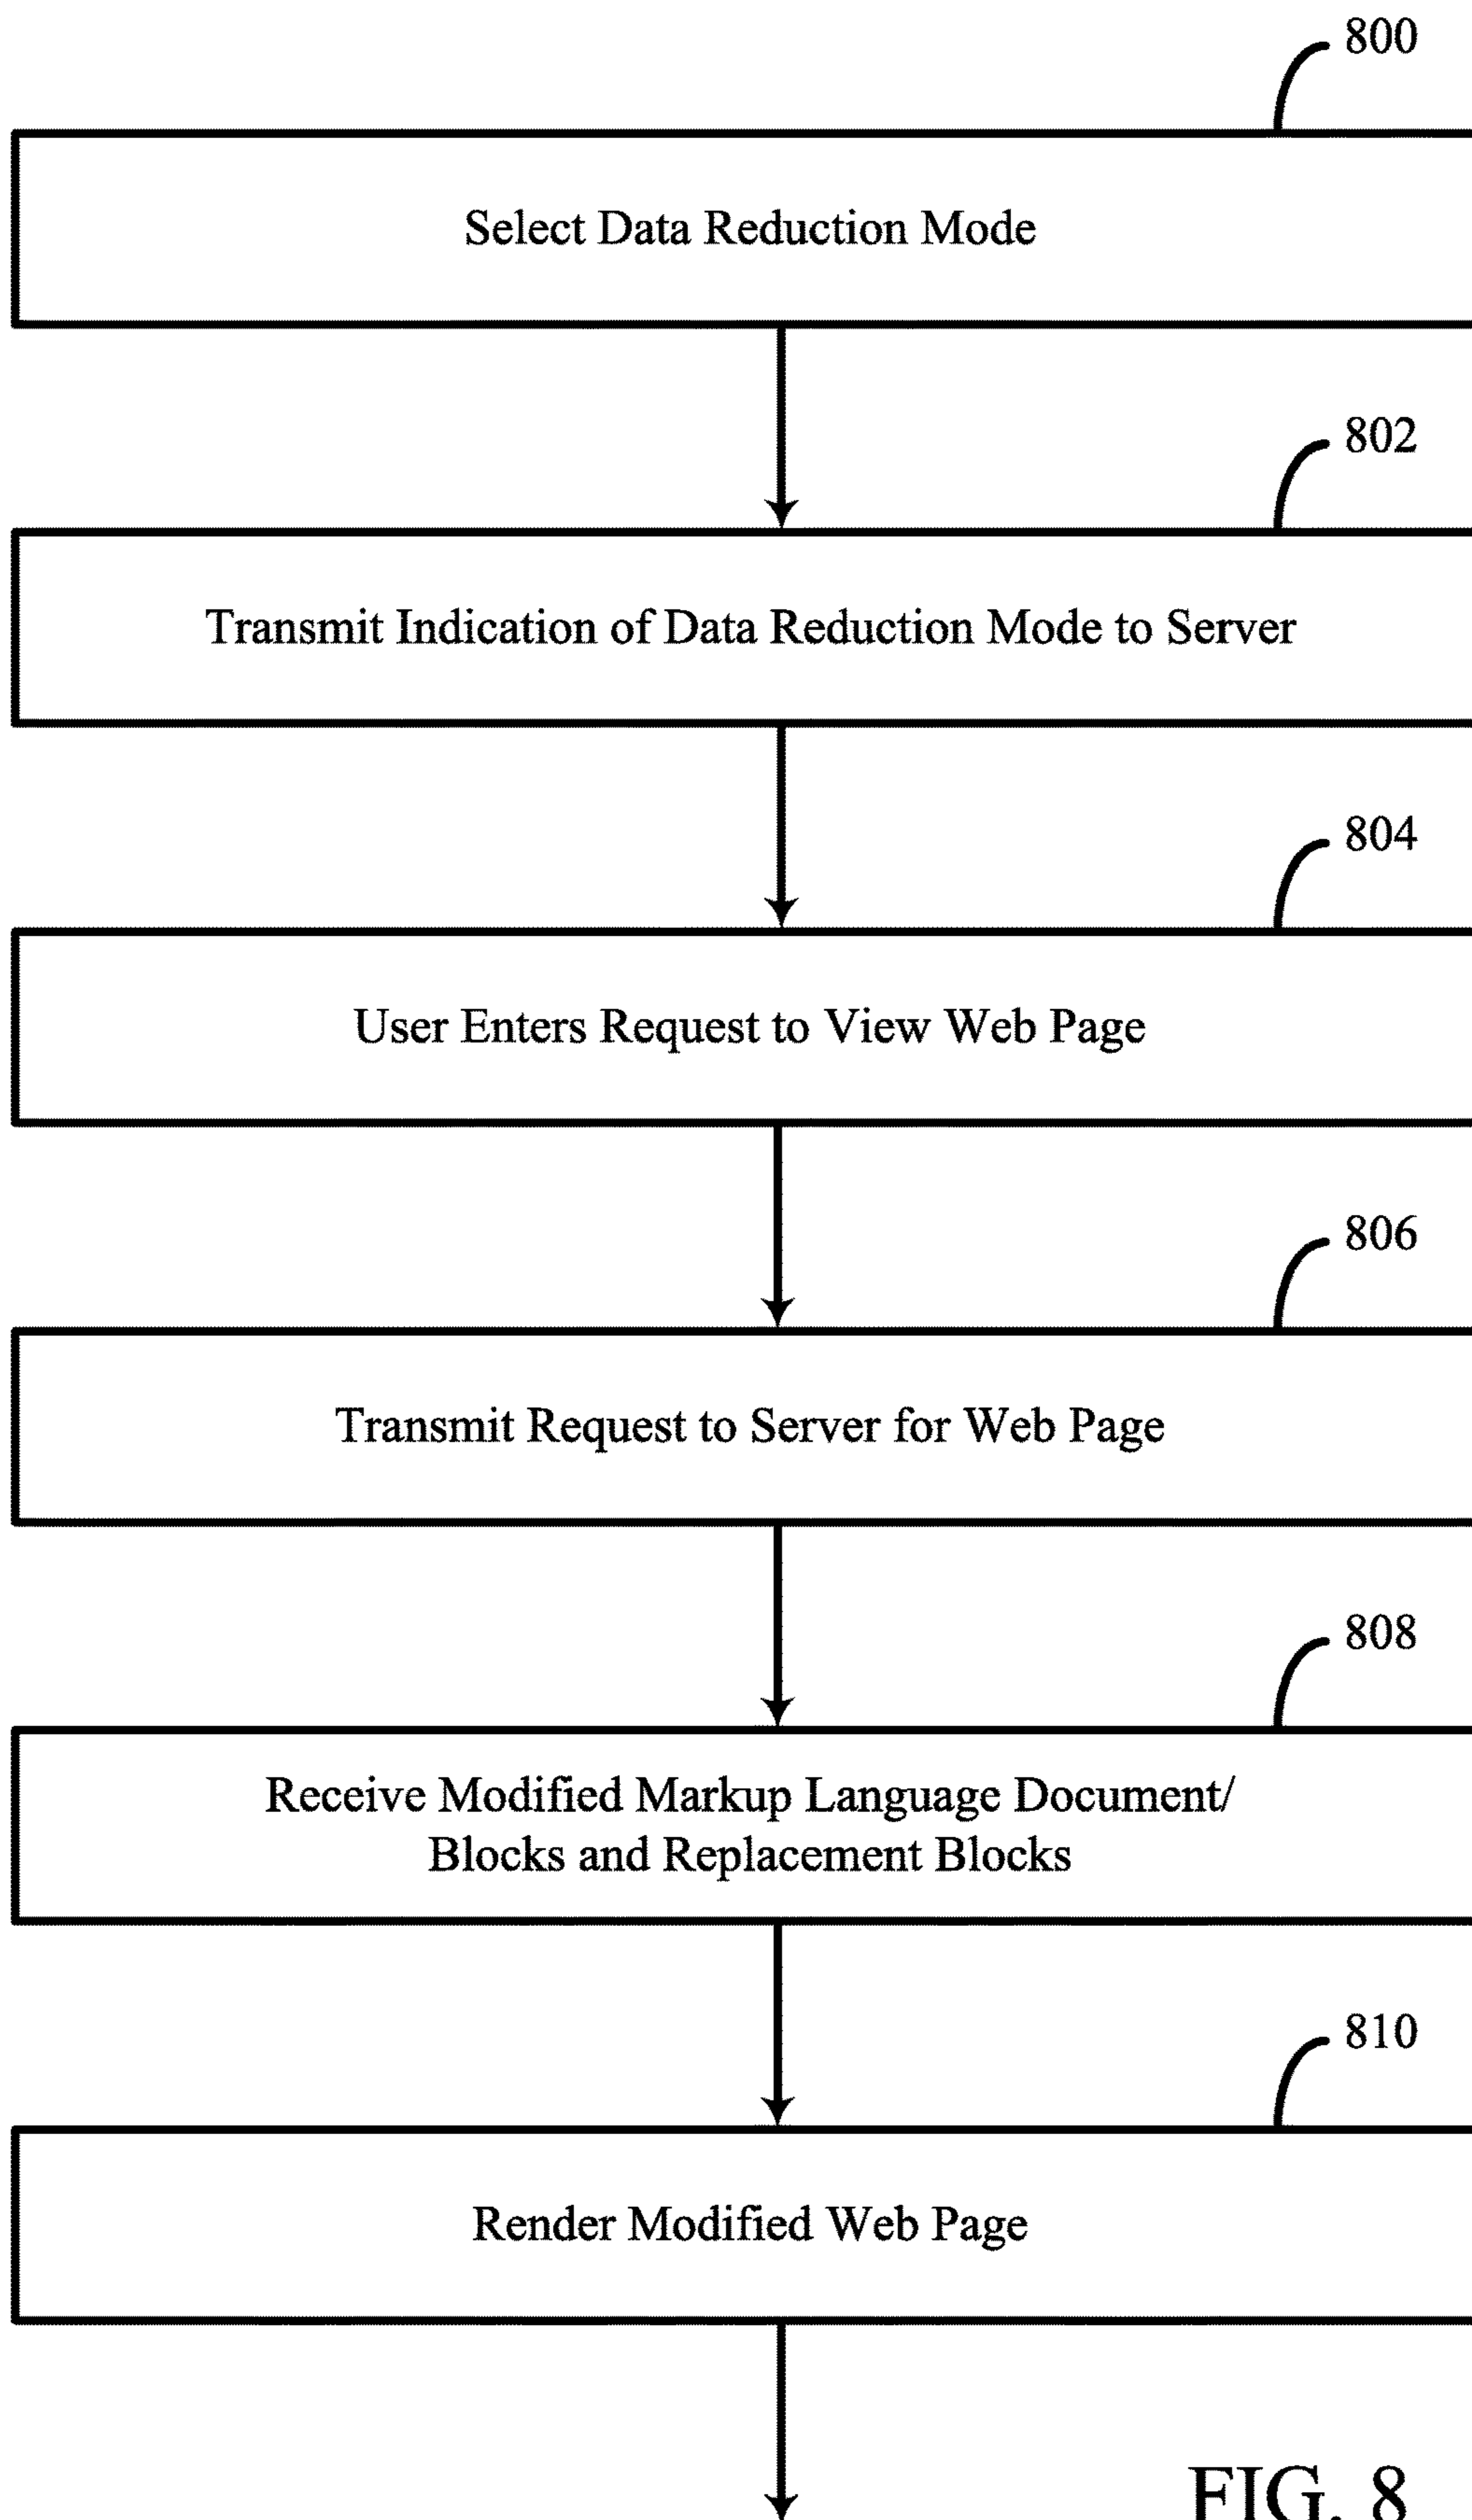 800
Select Data Reduction Mode
802
Transmit Indication of Data Reduction Mode to Server
804
User Enters Request to View Web Page
806
Transmit Request to Server for Web Page
808
Receive Modified Markup Language Document/
Blocks and Replacement Blocks
810
Render Modified Web Page
FIG. 8